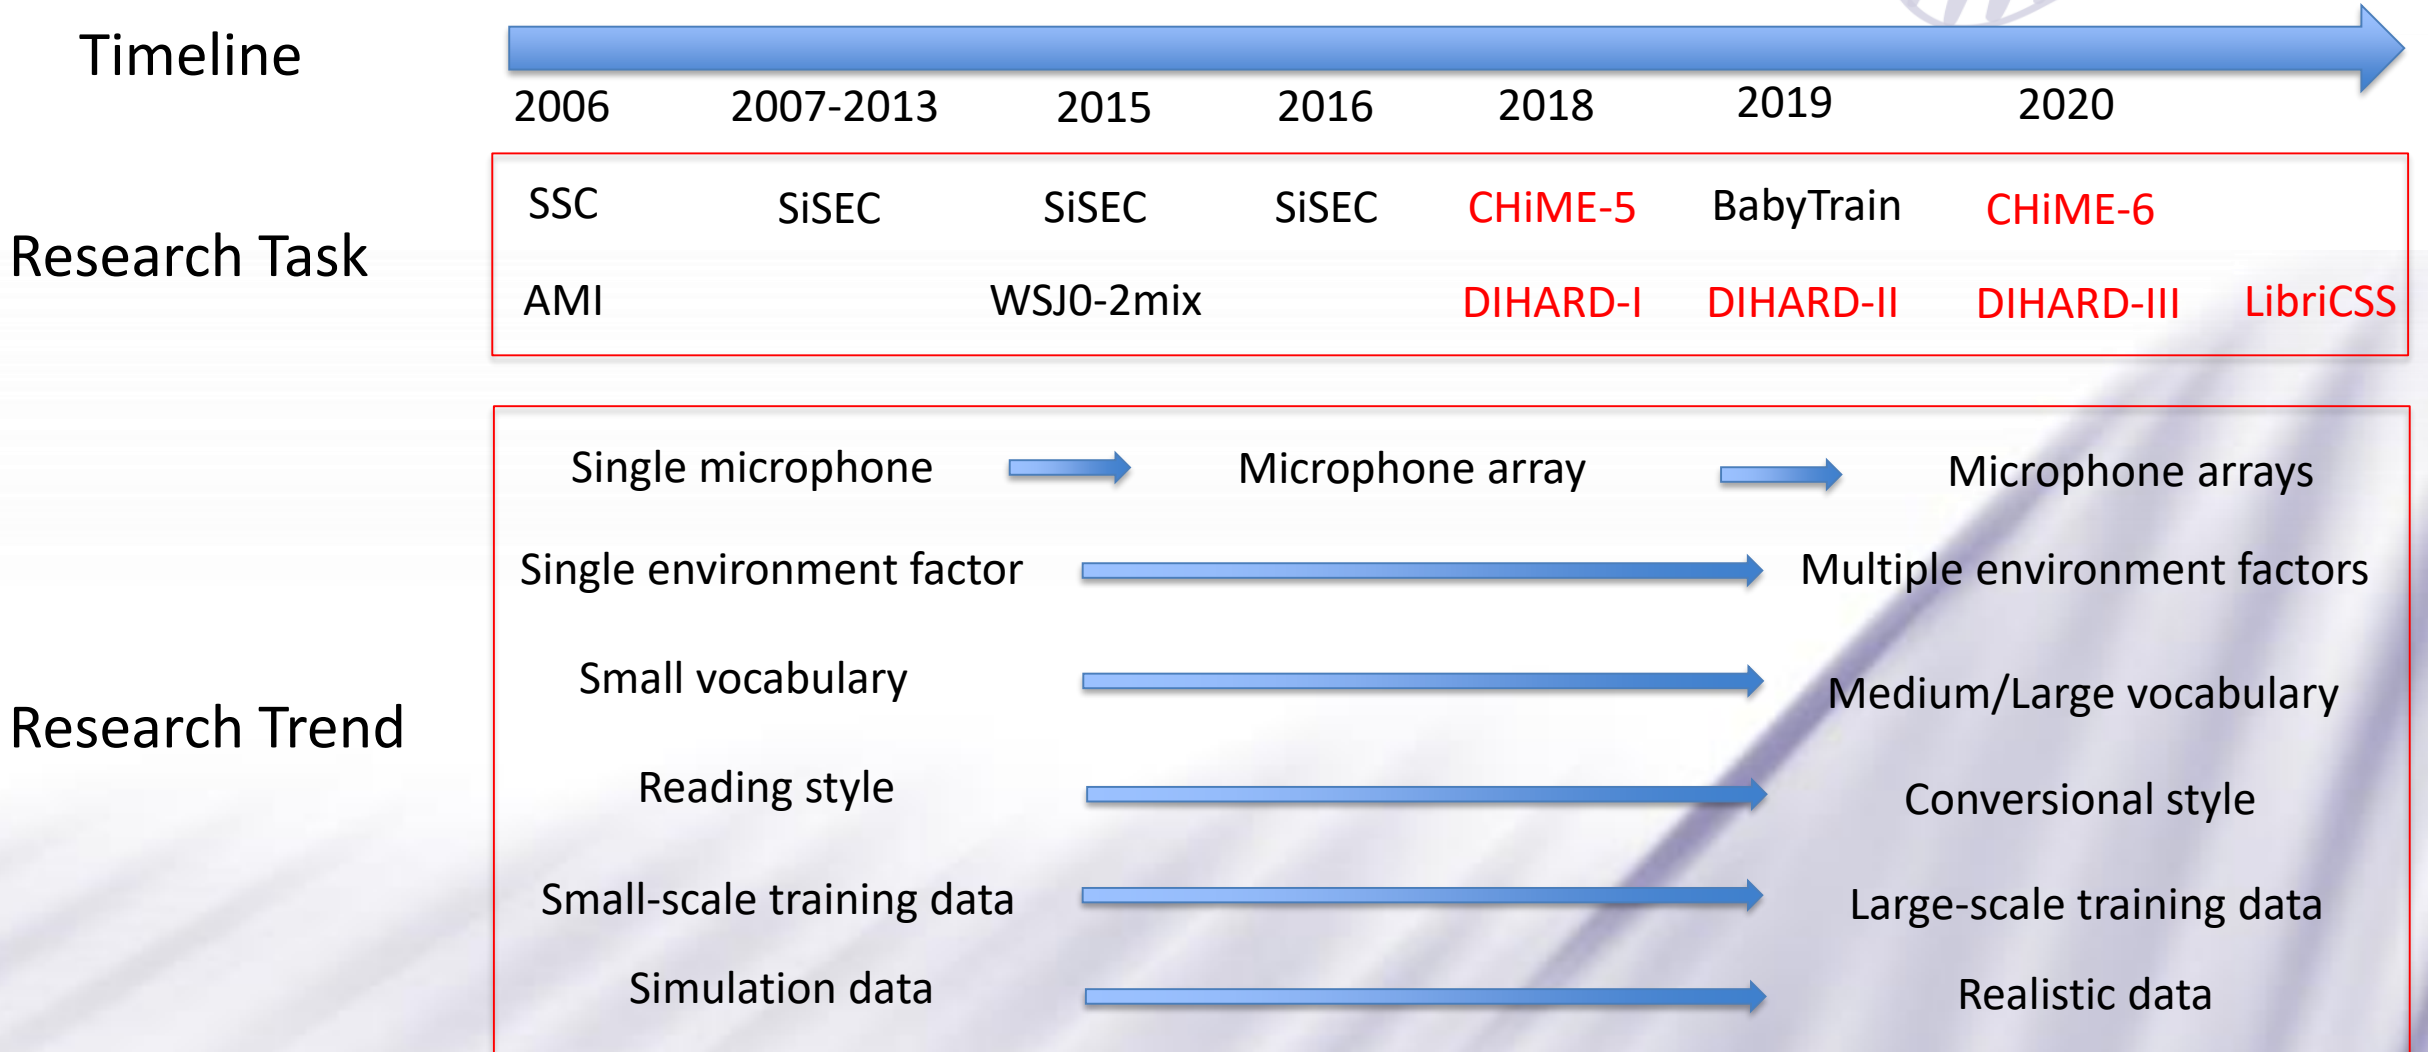 Timeline
2006 2007-2013 2015 2016 2018 2019 2020
Research Task
SSC SiSEC SiSEC SiSEC CHiME-5 BabyTrain CHiME-6
AMI WSJ0-2mix DIHARD-I DIHARD-II DIHARD-III LibriCSS
Research Trend
Single microphone Microphone array Microphone arrays
Single environment factor Multiple environment factors
Small vocabulary Medium/Large vocabulary
Reading style Conversional style
Small-scale training data Large-scale training data
Simulation data Realistic data